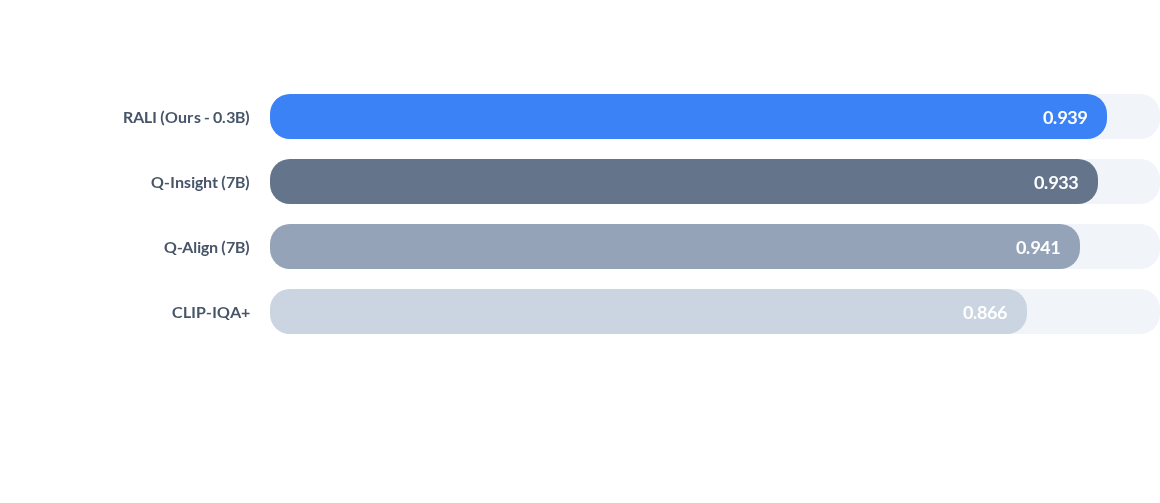 RALI (Ours - 0.3B) 0.939
Q-Insight (7B) 0.933
Q-Align (7B) 0.941
CLIP-IQA+ 0.866